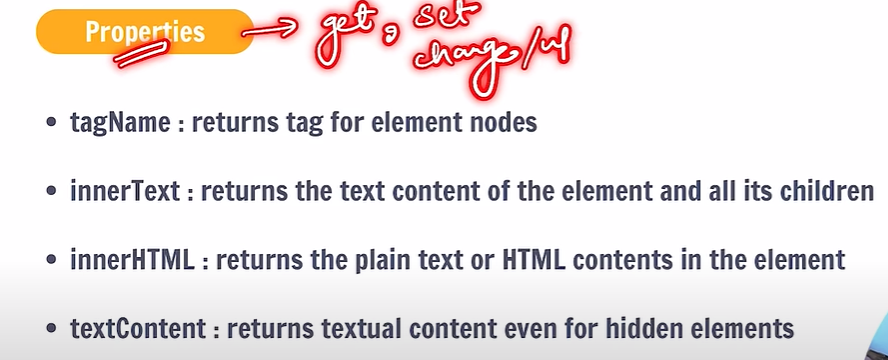 Properties → get, set
change/
• tagName : returns tag for element nodes
• innerText : returns the text content of the element and all its children
• innerHTML : returns the plain text or HTML contents in the element
• textContent : returns textual content even for hidden elements